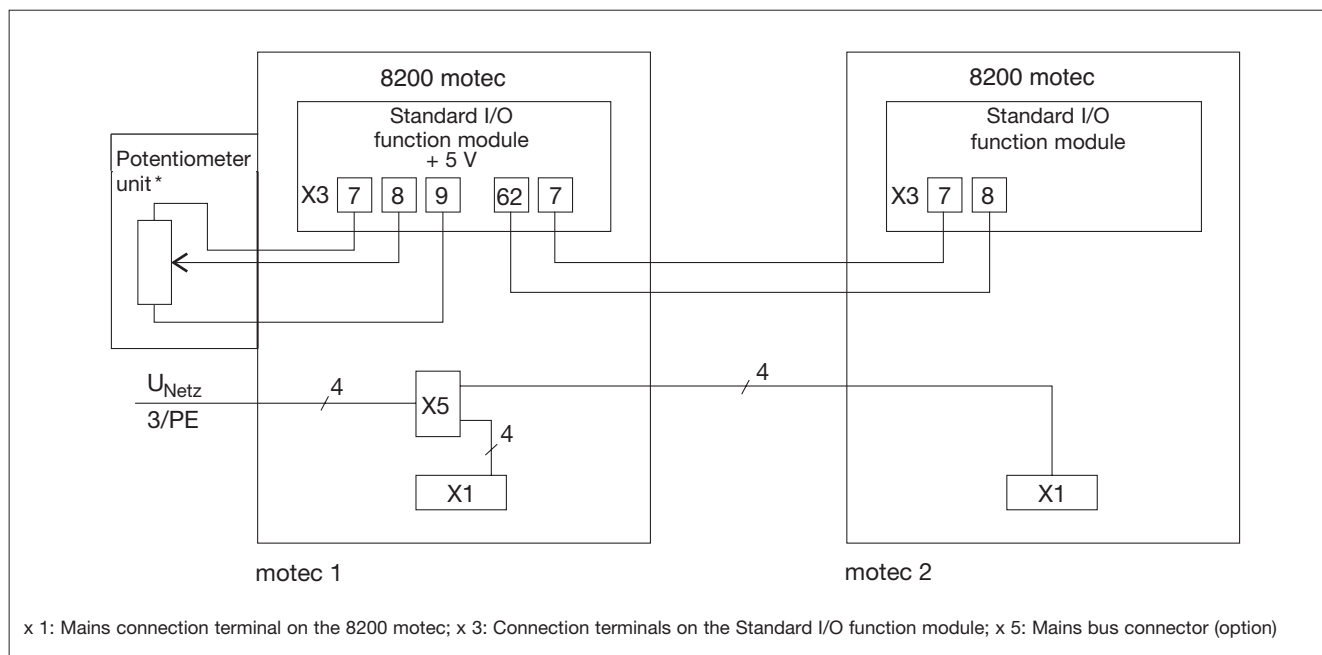 8200 motec
Standard I/O
function module
+ 5 V
X3 7 8 9 62 7
Potentiometer
unit*
8200 motec
Standard I/O
function module
X3 7 8
UNetz
3/PE
4
X5
4
4
X1
X1
motec 1
motec 2
x 1: Mains connection terminal on the 8200 motec; x 3: Connection terminals on the Standard I/O function module; x 5: Mains bus connector (option)